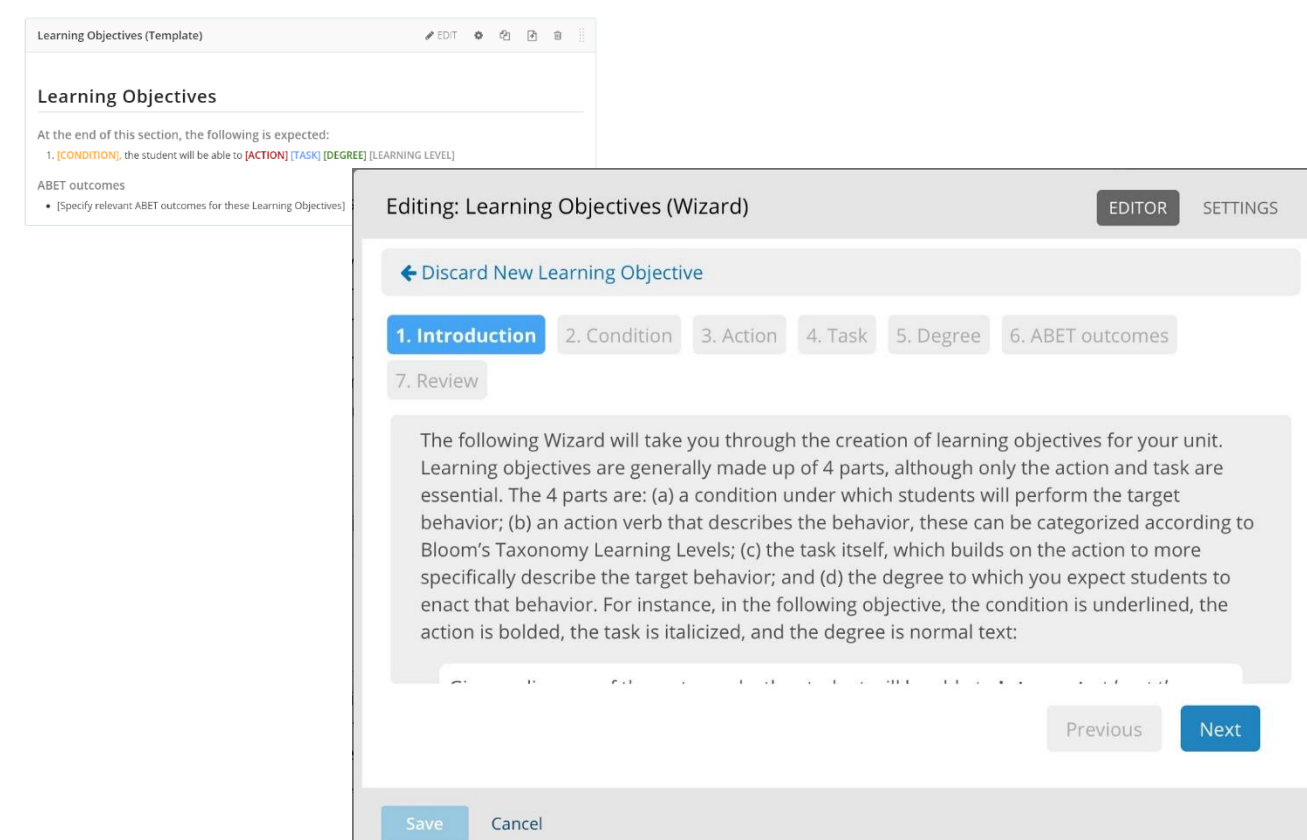 Learning Objectives (Template)
EDIT
Learning Objectives
At the end of this section, the following is expected:
1. [CONDITION], the student will be able to [ACTION] [TASK] [DEGREE] [LEARNING LEVEL]
ABET outcomes
• [Specify relevant ABET outcomes for these Learning Objectives]
Editing: Learning Objectives (Wizard)
EDITOR
SETTINGS
Discard New Learning Objective
1. Introduction 2. Condition 3. Action 4. Task 5. Degree 6. ABET outcomes
7. Review
The following Wizard will take you through the creation of learning objectives for your unit.
Learning objectives are generally made up of 4 parts, although only the action and task are
essential. The 4 parts are: (a) a condition under which students will perform the target
behavior; (b) an action verb that describes the behavior, these can be categorized according to
Bloom's Taxonomy Learning Levels; (c) the task itself, which builds on the action to more
specifically describe the target behavior; and (d) the degree to which you expect students to
enact that behavior. For instance, in the following objective, the condition is underlined, the
action is bolded, the task is italicized, and the degree is normal text:
Previous
Next
Save
Cancel